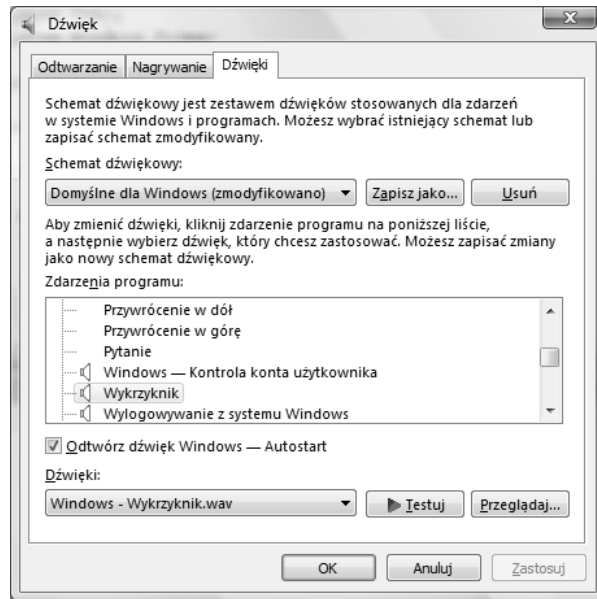 Dźwięk
Odtwarzanie Nagrywanie Dźwięki
Schemat dźwiękowy jest zestawem dźwięków stosowanych dla zdarzeń
w systemie Windows i programach. Możesz wybrać istniejący schemat lub
zapisać schemat zmodyfikowany.
Schemat dźwiękowy:
Domyślne dla Windows (zmodyfikowano) Zapisz jako... Usuń
Aby zmienić dźwięki, kliknij zdarzenie programu na poniższej liście,
a następnie wybierz dźwięk, który chcesz zastosować. Możesz zapisać zmiany
jako nowy schemat dźwiękowy.
Zdarzenia programu:
Przywrócenie w dół
Przywrócenie w górę
Pytanie
Windows — Kontrola konta użytkownika
Wykrzyknik
Wylogowywanie z systemu Windows
Odtwórz dźwięk Windows — Autostart
Dźwięki:
Windows - Wykrzyknik.wav Testuj Przeglądaj...
OK Anuluj Zastosuj